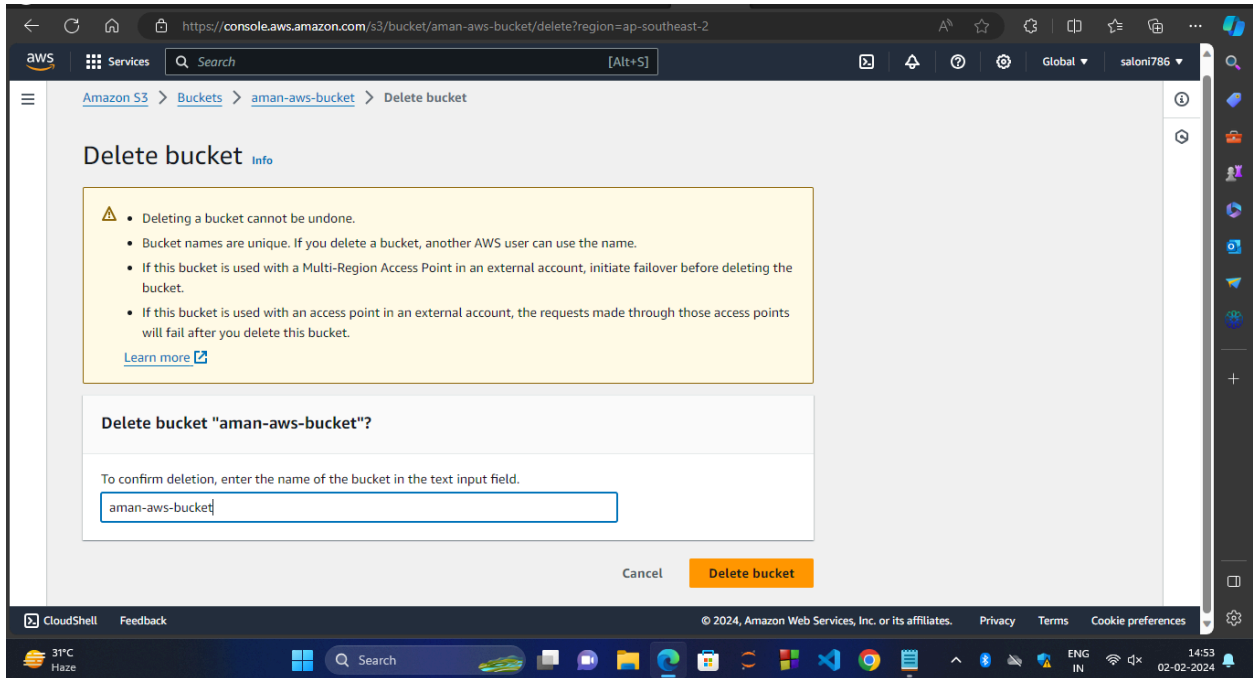 https://console.aws.amazon.com/s3/bucket/aman-aws-bucket/delete?region=ap-southeast-2
aws
Services
Search
[Alt+S]
Global
saloni786
Amazon S3 > Buckets > aman-aws-bucket > Delete bucket
Delete bucket Info
• Deleting a bucket cannot be undone.
• Bucket names are unique. If you delete a bucket, another AWS user can use the name.
• If this bucket is used with a Multi-Region Access Point in an external account, initiate failover before deleting the
bucket.
• If this bucket is used with an access point in an external account, the requests made through those access points
will fail after you delete this bucket.
Learn more
Delete bucket "aman-aws-bucket"?
To confirm deletion, enter the name of the bucket in the text input field.
aman-aws-bucket
Cancel
Delete bucket
CloudShell
Feedback
© 2024, Amazon Web Services, Inc. or its affiliates.
Privacy
Terms
Cookie preferences
31°C
Haze
Search
ENG
IN
14:53
02-02-2024